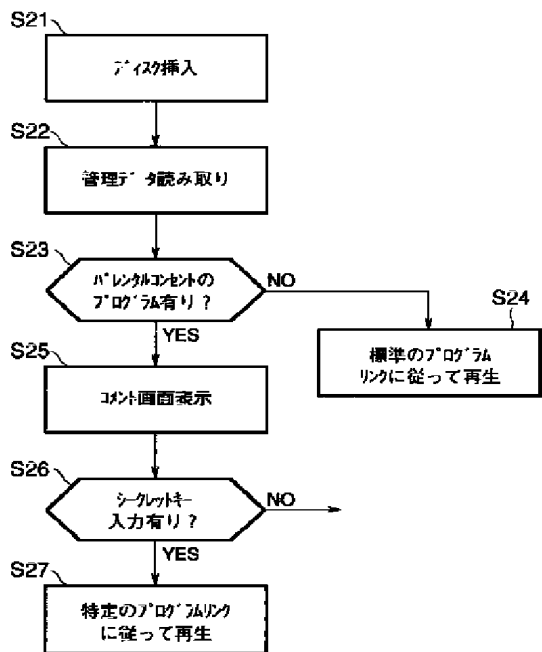 S21
ディスク挿入
S22
管理データ読み取り
S23
パレンタルコンセントの
プログラム有り？
NO
YES
S24
標準のプログラム
リンクに従って再生
S25
コメント画面表示
S26
シークレットキー
入力有り？
NO
YES
S27
特定のプログラムリンク
に従って再生